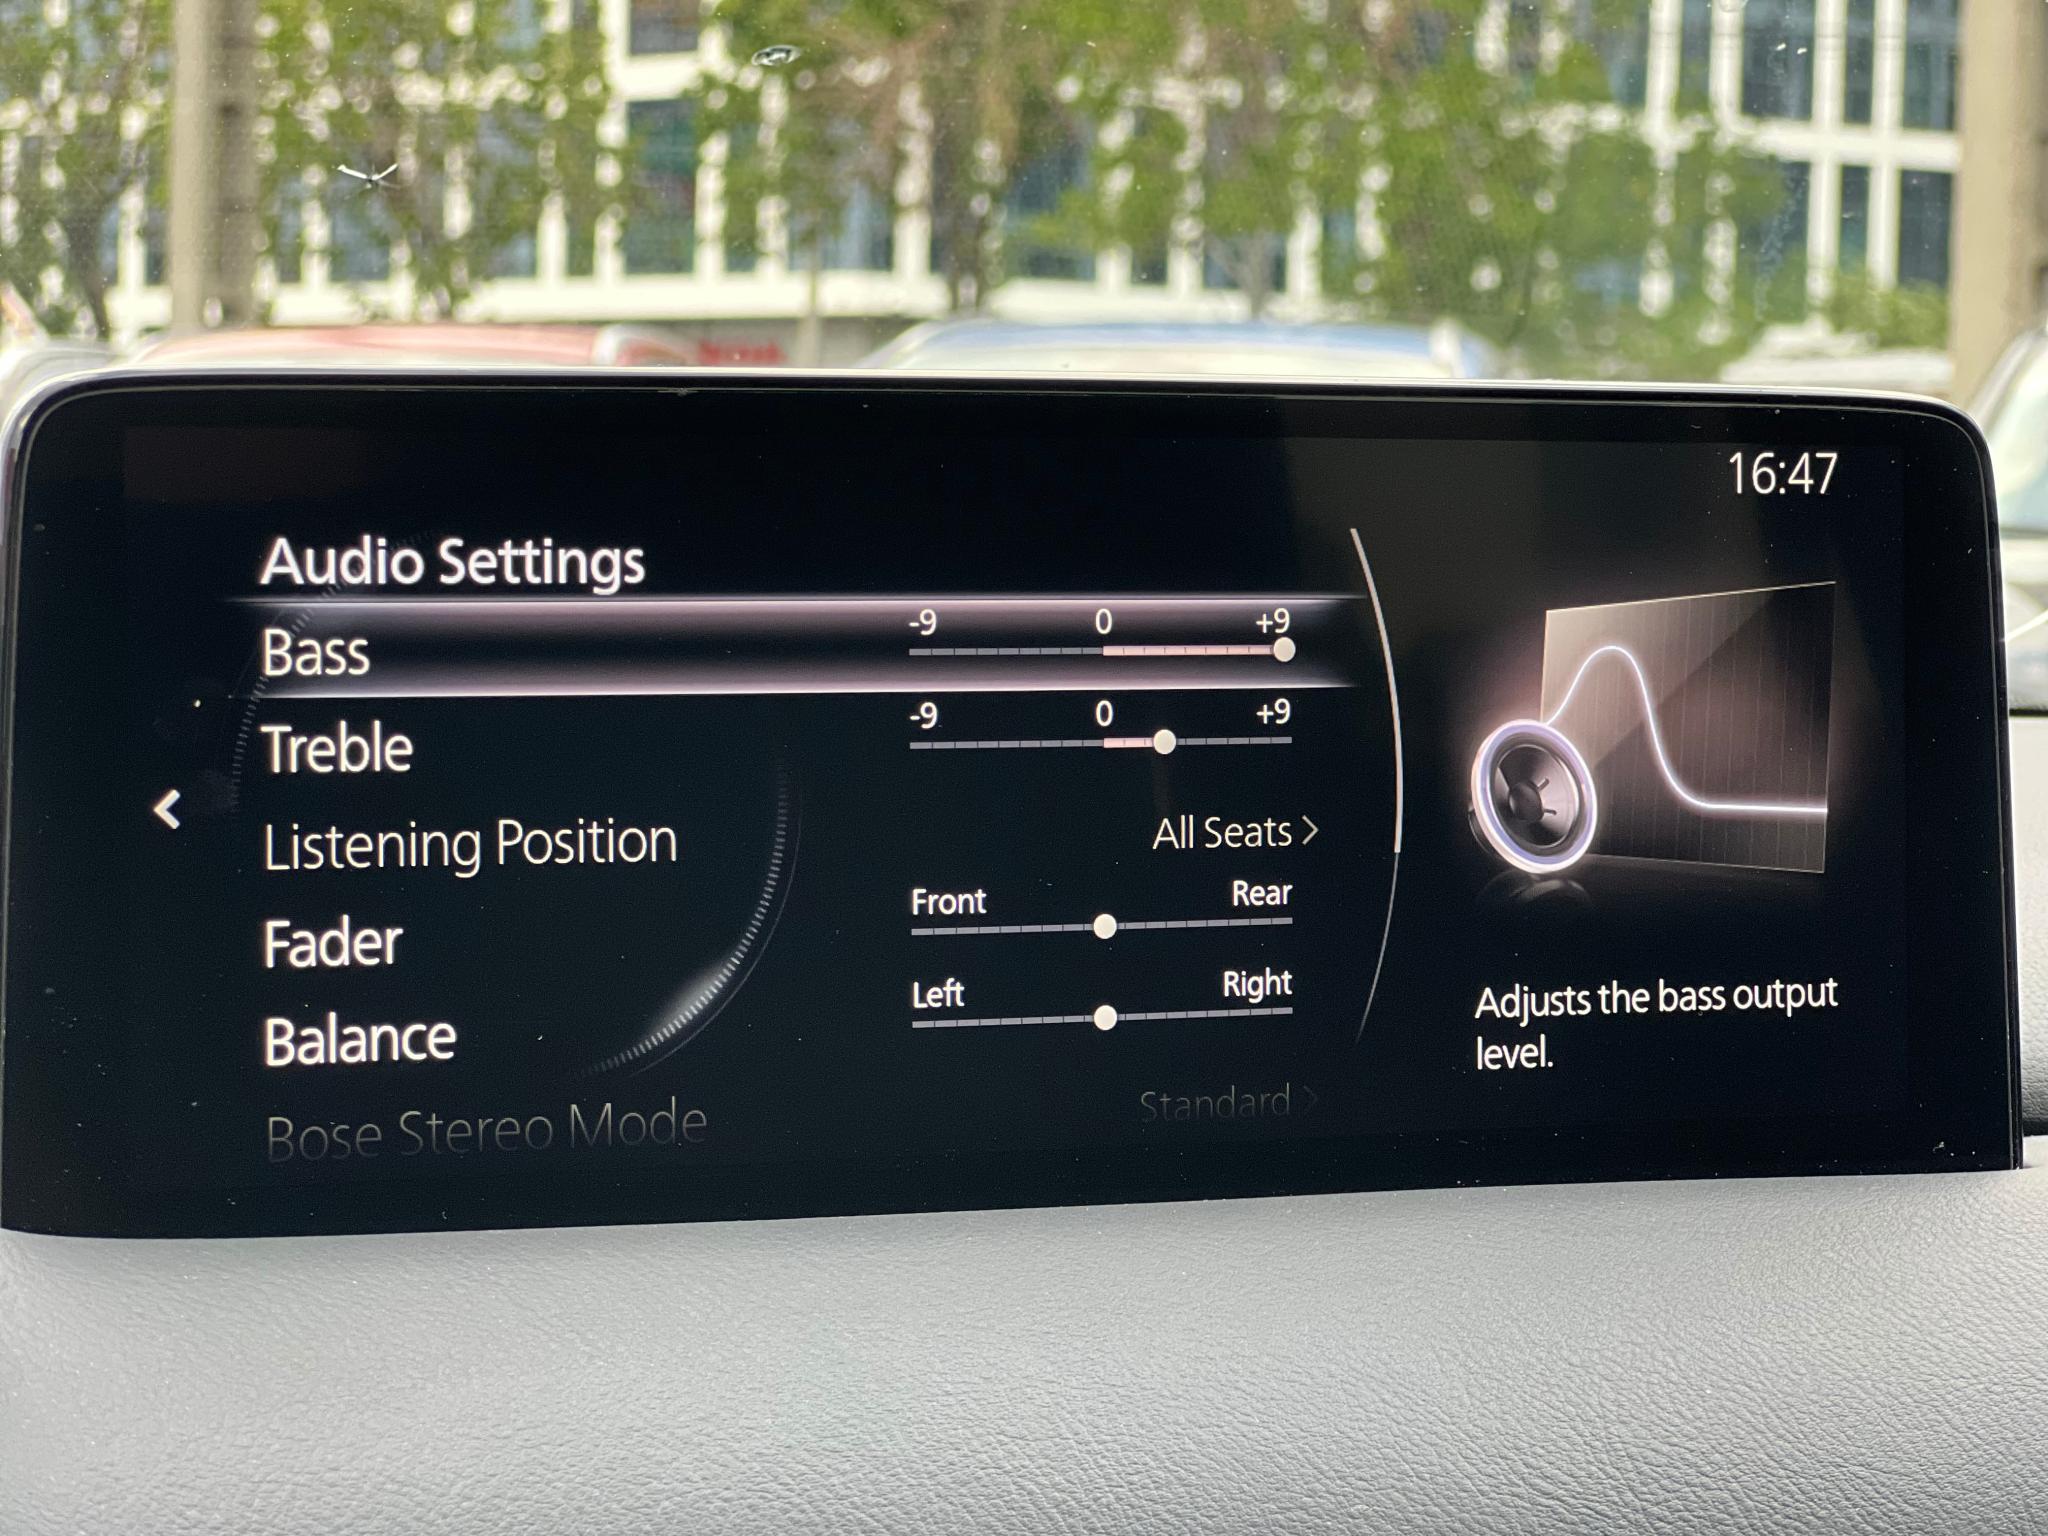 16:47
Audio Settings
Bass
-9 0 +9
Treble
-9 0 +9
Listening Position
All Seats >
Fader
Front Rear
Balance
Left Right
Bose Stereo Mode
Standard >
Adjusts the bass output
level.